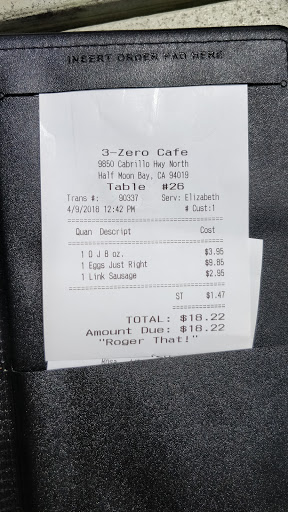 INSERT ORDER PAD HERE
3-Zero Cafe
9850 Cabrillo Hwy North
Half Moon Bay, CA 94019
Table #26
Trans #: 90337 Serv: Elizabeth
4/9/2018 12:42 PM # Cust:1
Quan Descript Cost
1 O J 8 oz. $3.95
1 Eggs Just Right $9.85
1 Link Sausage $2.95
ST $1.47
TOTAL: $18.22
Amount Due: $18.22
"Roger That!"